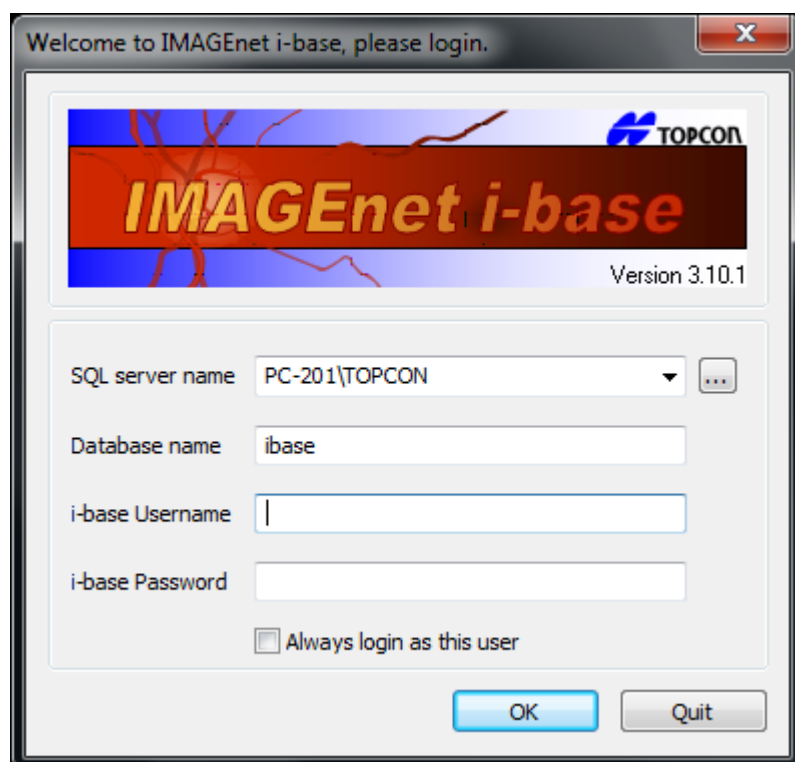 Welcome to IMAGEnet i-base, please login.
TOPCON
IMAGEnet i-base
Version 3.10.1
SQL server name PC-201\TOPCON ...
Database name ibase
i-base Username
i-base Password
Always login as this user
OK Quit